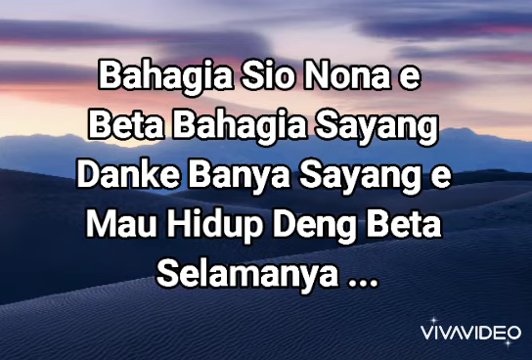 Bahagia Sio Nona e
Beta Bahagia Sayang
Danke Banya Sayang e
Mau Hidup Deng Beta
Selamanya ...
VIVAVIDEO